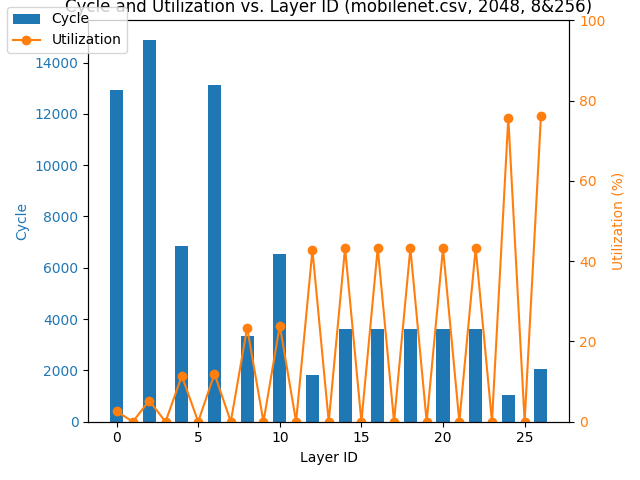 Cycle and Utilization vs. Layer ID (mobilenet.csv, 2048, 8&256)
Cycle
Utilization
14000
12000
10000
8000
6000
4000
2000
0
Cycle
100
80
60
40
20
0
Utilization (%)
0 5 10 15 20 25
Layer ID